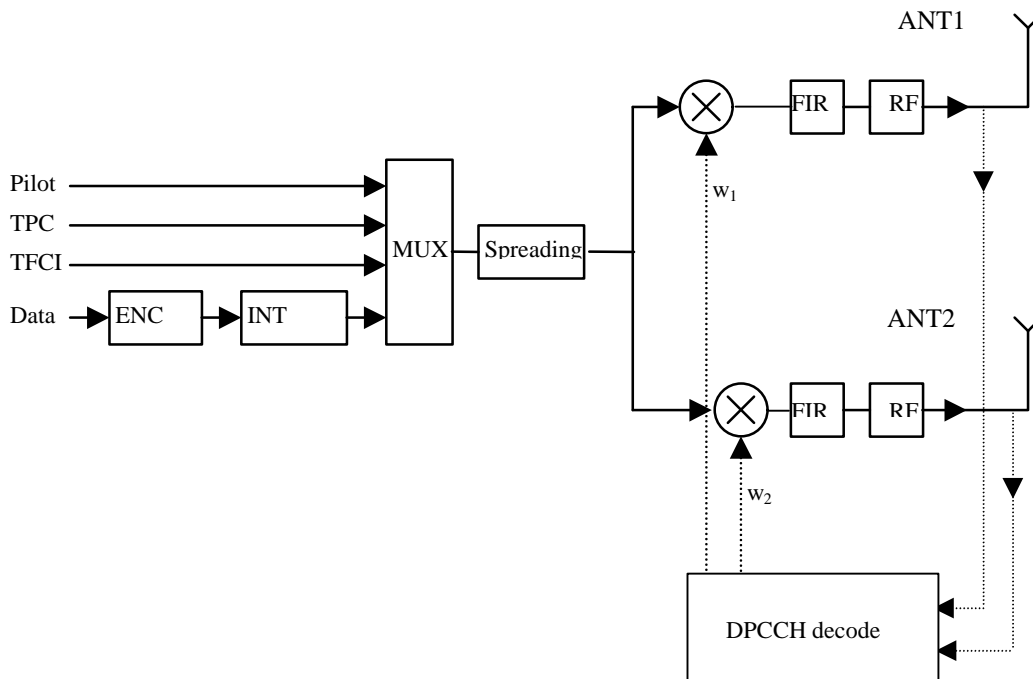 ANT1
FIR
RF
w1
Pilot
TPC
TFCI
MUX
Spreading
Data
ENC
INT
ANT2
FIR
RF
w2
DPCCH decode